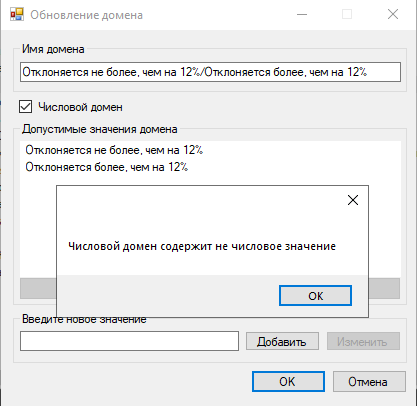 Обновление домена
Имя домена
Отклоняется не более, чем на 12%/Отклоняется более, чем на 12%
Числовой домен
Допустимые значения домена
Отклоняется не более, чем на 12%
Отклоняется более, чем на 12%
Числовой домен содержит не числовое значение
OK
Введите новое значение
Добавить
Изменить
OK
Отмена